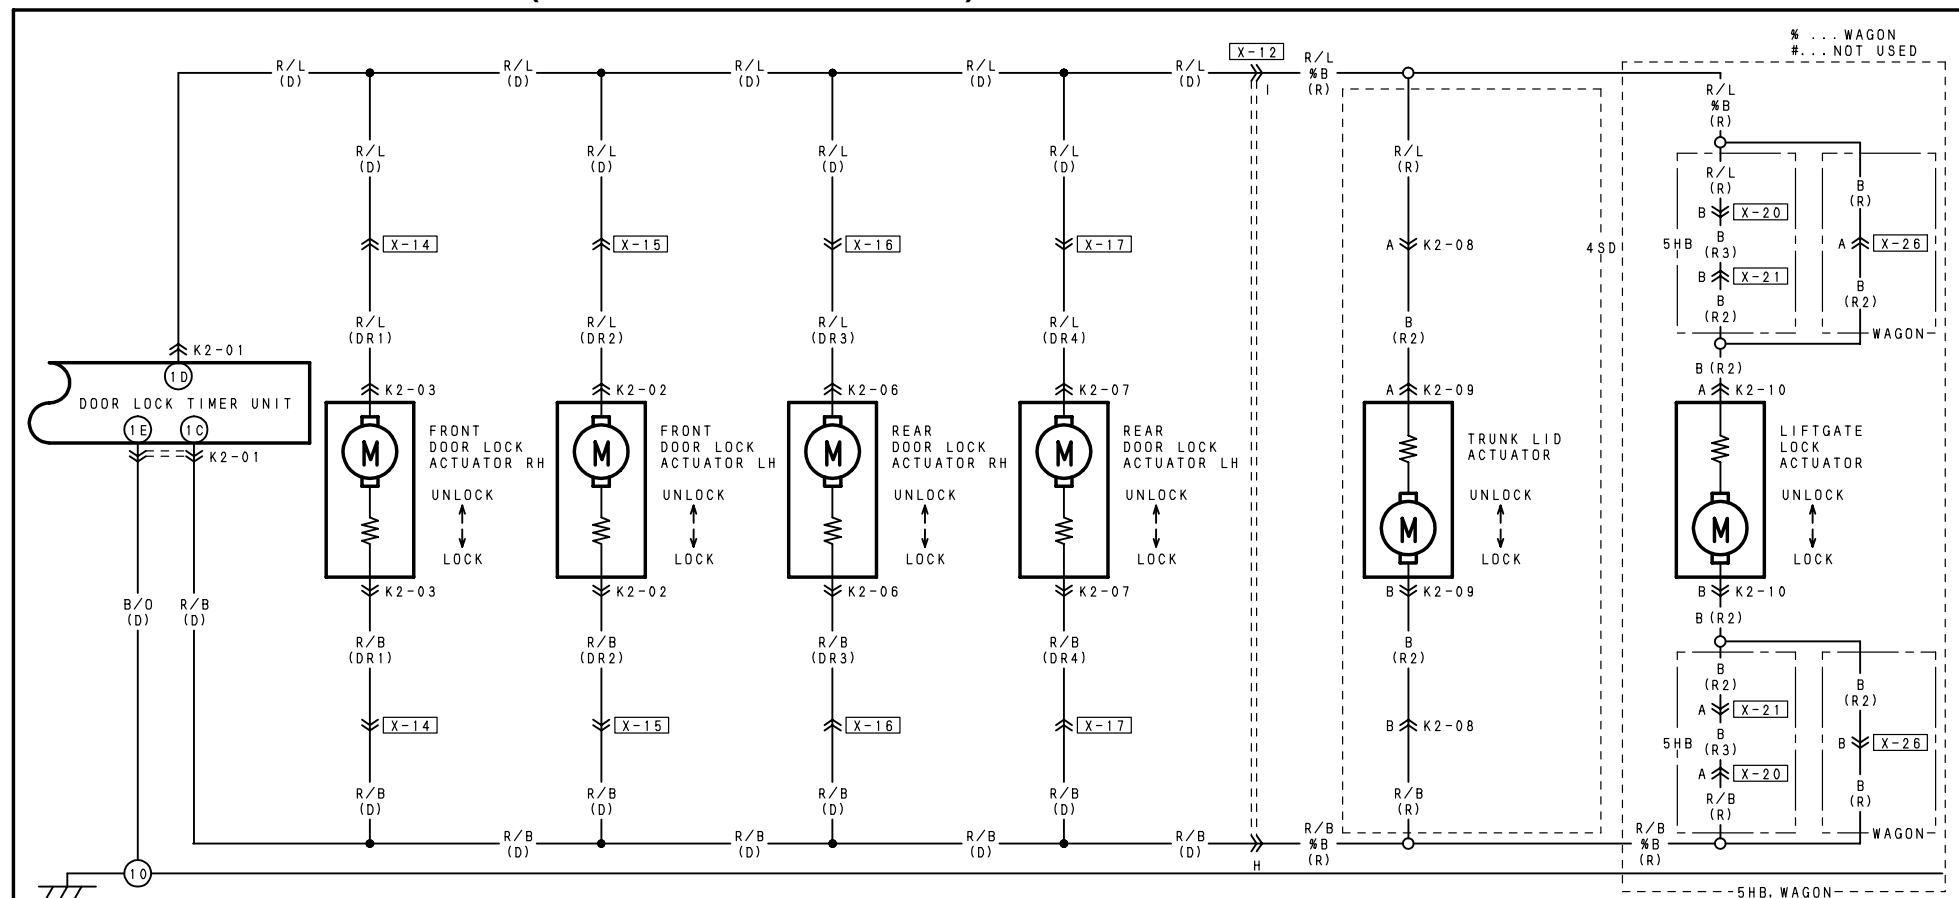 % ... WAGON
#... NOT USED
X-12
R/L
(D)
R/L
(D)
R/L
(D)
R/L
(D)
R/L
(D)
R/L
%B
(R)
I
R/L
%B
(R)
R/L
(D)
R/L
(D)
R/L
(D)
R/L
(D)
R/L
(R)
R/L
(R)
B
(R)
X-14
X-15
X-16
X-17
A K2-08
4SD
B X-20
5HB
B
(R3)
B X-21
B
(R2)
A X-26
B
(R2)
WAGON
R/L
(DR1)
R/L
(DR2)
R/L
(DR3)
R/L
(DR4)
B
(R2)
B(R2)
K2-01
1D
DOOR LOCK TIMER UNIT
1E
1C
K2-01
K2-03
K2-02
K2-06
K2-07
A K2-09
A K2-10
M
FRONT
DOOR LOCK
ACTUATOR RH
UNLOCK
LOCK
M
FRONT
DOOR LOCK
ACTUATOR LH
UNLOCK
LOCK
M
REAR
DOOR LOCK
ACTUATOR RH
UNLOCK
LOCK
M
REAR
DOOR LOCK
ACTUATOR LH
UNLOCK
LOCK
M
TRUNK LID
ACTUATOR
UNLOCK
LOCK
M
LIFTGATE
LOCK
ACTUATOR
UNLOCK
LOCK
K2-03
K2-02
K2-06
K2-07
B K2-09
B K2-10
B/O
(D)
R/B
(D)
R/B
(DR1)
R/B
(DR2)
R/B
(DR3)
R/B
(DR4)
B
(R2)
B(R2)
X-14
X-15
X-16
X-17
B K2-08
B
(R2)
A X-21
5HB
B
(R3)
A X-20
R/B
(R)
B
(R2)
B X-26
B
(R)
WAGON
R/B
(D)
R/B
(D)
R/B
(D)
R/B
(D)
R/B
(R)
R/B
(D)
R/B
(D)
R/B
(D)
R/B
(D)
H
R/B
%B
(R)
R/B
%B
(R)
10
5HB, WAGON